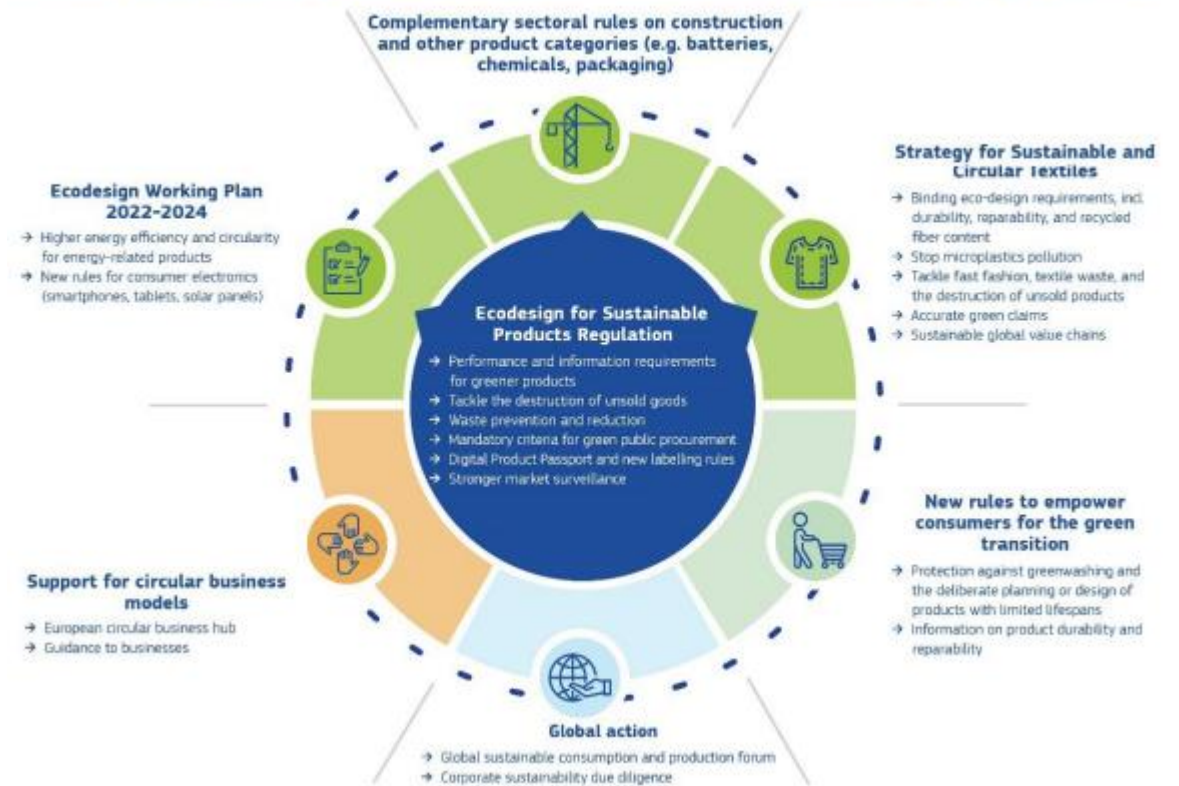 Complementary sectoral rules on construction
and other product categories (e.g. batteries,
chemicals, packaging)
Strategy for Sustainable and
Circular Textiles
→ Binding eco-design requirements, incl.
durability, reparability, and recycled
fiber content
→ Stop microplastics pollution
→ Tackle fast fashion, textile waste, and
the destruction of unsold products
→ Accurate green claims
→ Sustainable global value chains
Ecodesign Working Plan
2022-2024
→ Higher energy efficiency and circularity
for energy-related products
→ New rules for consumer electronics
(smartphones, tablets, solar panels)
Ecodesign for Sustainable
Products Regulation
→ Performance and information requirements
for greener products
→ Tackle the destruction of unsold goods
→ Waste prevention and reduction
→ Mandatory criteria for green public procurement
→ Digital Product Passport and new labelling rules
→ Stronger market surveillance
New rules to empower
consumers for the green
transition
→ Protection against greenwashing and
the deliberate planning or design of
products with limited lifespans
→ Information on product durability and
reparability
Support for circular business
models
→ European circular business hub
→ Guidance to businesses
Global action
→ Global sustainable consumption and production forum
→ Corporate sustainability due diligence